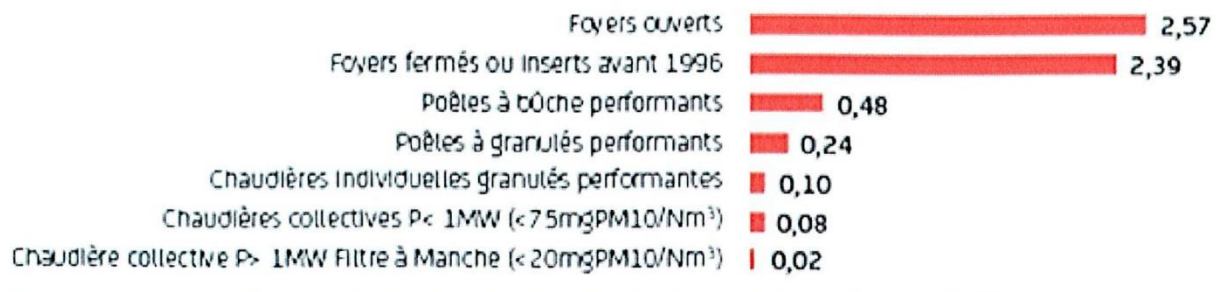 Foyers ouverts 2,57
Foyers fermés ou inserts avant 1996 2,39
Poêles à bûche performants 0,48
Poêles à granulés performants 0,24
Chaudières individuelles granulés performantes 0,10
Chaudières collectives P< 1MW (<75mgPM10/Nm³) 0,08
Chaudière collective P> 1MW Filtre à Manche (<20mgPM10/Nm³) 0,02